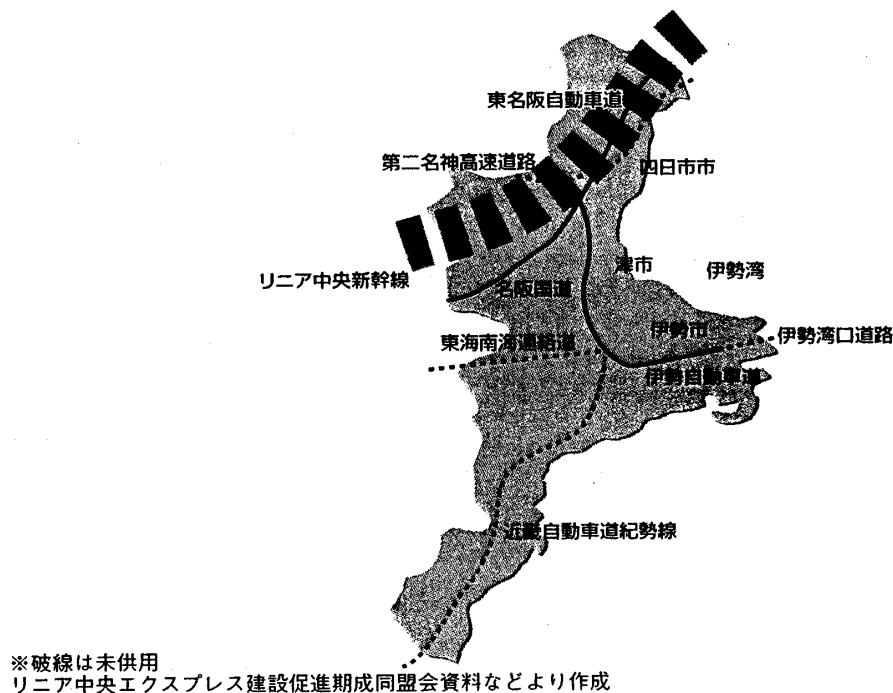 東名阪自動車道
第二名神高速道路
四日市市
リニア中央新幹線
名阪国道
津市
伊勢湾
東海南海連絡道
伊勢市
伊勢湾口道路
伊勢自動車道
近畿自動車道紀勢線
※破線は未供用
リニア中央エクスプレス建設促進期成同盟会資料などより作成